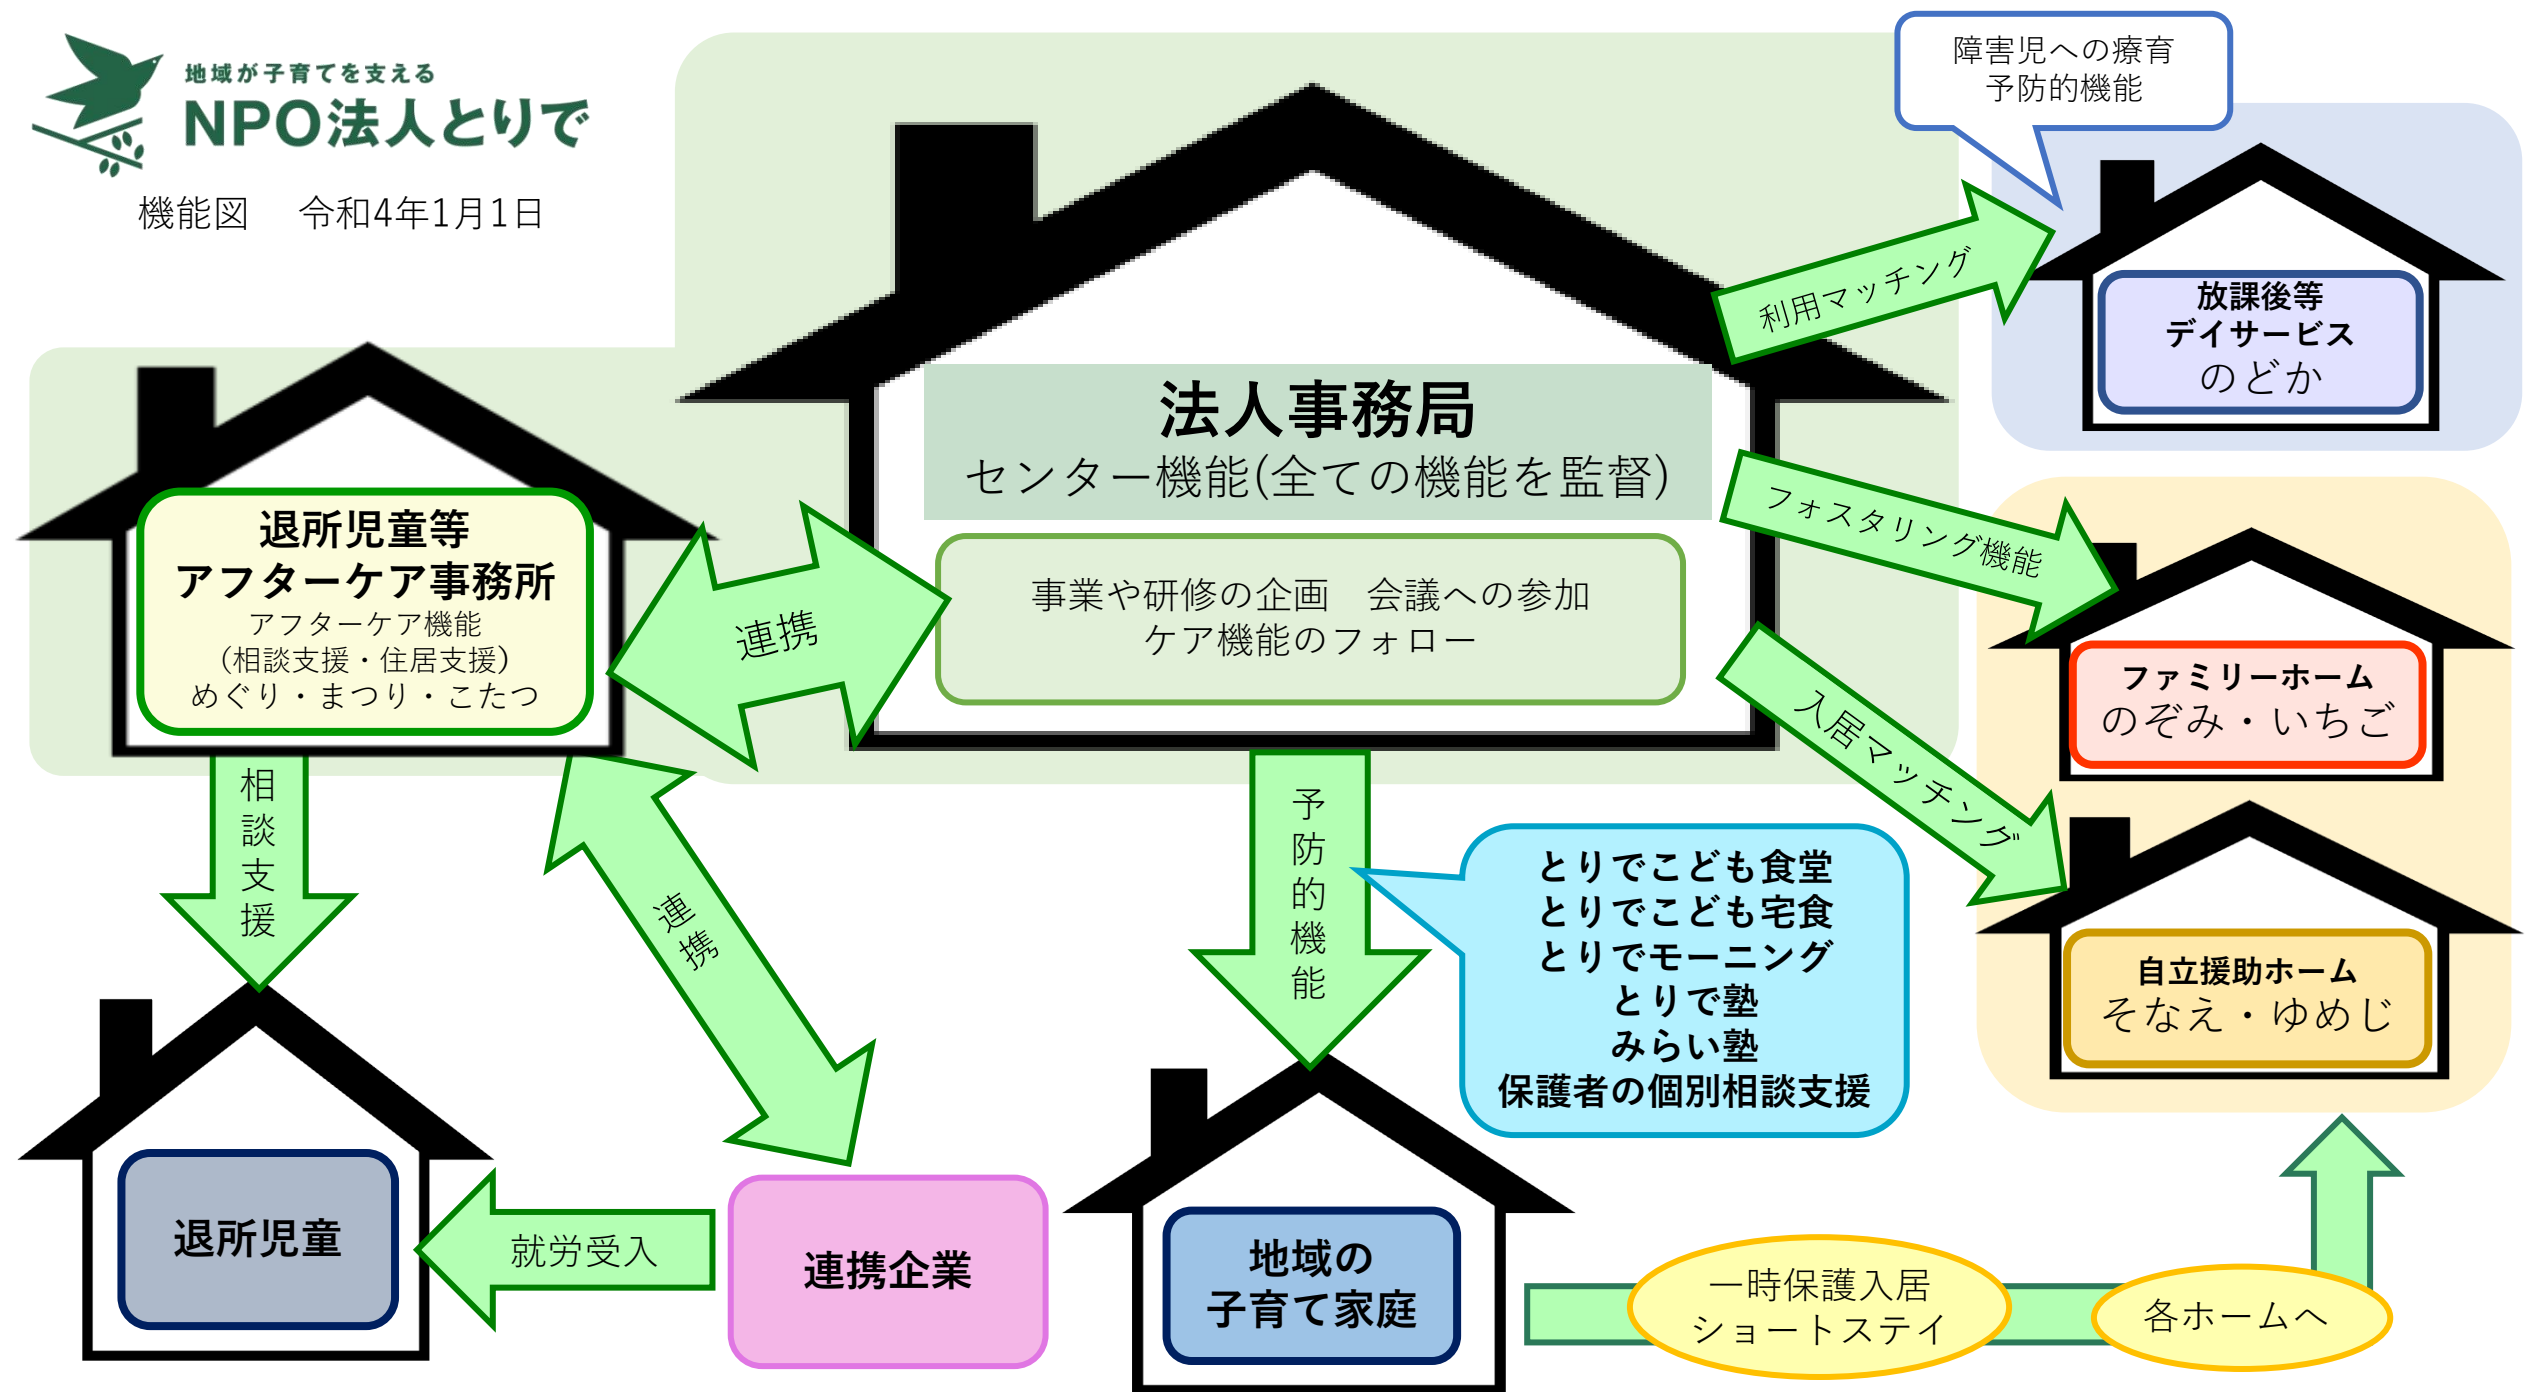 地域が子育てを支える
NPO法人とりで
機能図　令和4年1月1日
障害児への療育
予防的機能
利用マッチング
放課後等
デイサービス
のどか
法人事務局
センター機能(全ての機能を監督)
事業や研修の企画　会議への参加
ケア機能のフォロー
退所児童等
アフターケア事務所
アフターケア機能
(相談支援・住居支援)
めぐり・まつり・こたつ
連携
フォスタリング機能
ファミリーホーム
のぞみ・いちご
入居マッチング
自立援助ホーム
そなえ・ゆめじ
相談支援
連携
予防的機能
とりでこども食堂
とりでこども宅食
とりでモーニング
とりで塾
みらい塾
保護者の個別相談支援
退所児童
就労受入
連携企業
地域の
子育て家庭
一時保護入居
ショートステイ
各ホームへ